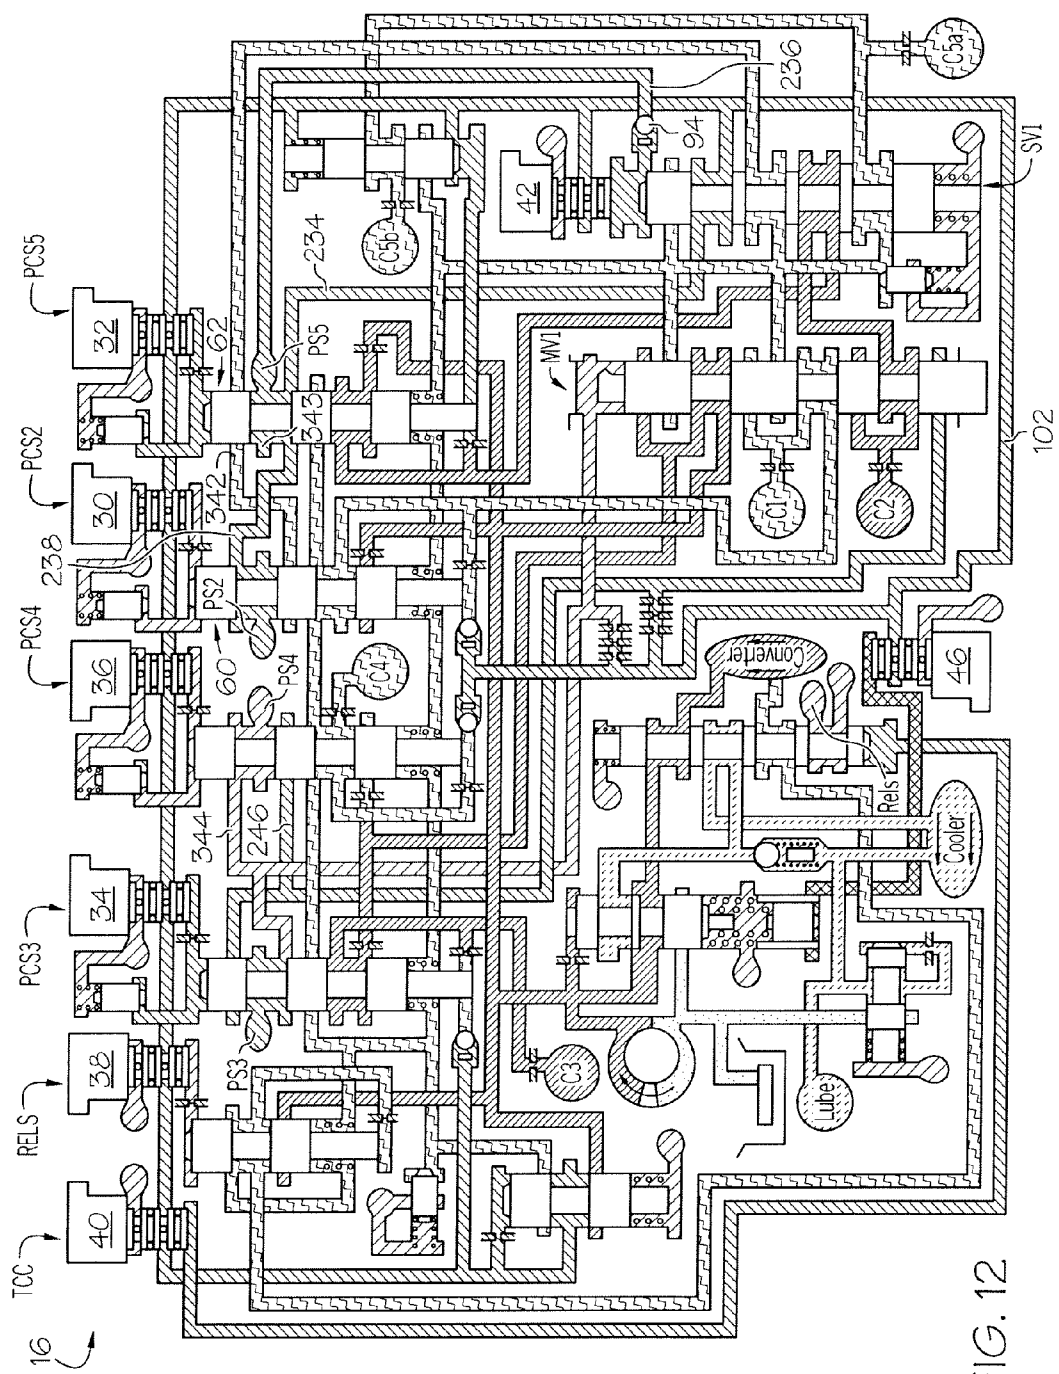 16
TCC
40
RELS
38
PCS3
34
PCS4
36
PCS2
30
PCS5
32
62
238
342
343
PS5
234
236
94
42
C5a
C5b
SV1
60
PS2
PS4
C4
344
246
PS3
MV1
C1
C2
102
Converter
46
Rels
Cooler
C3
Lube
FIG. 12